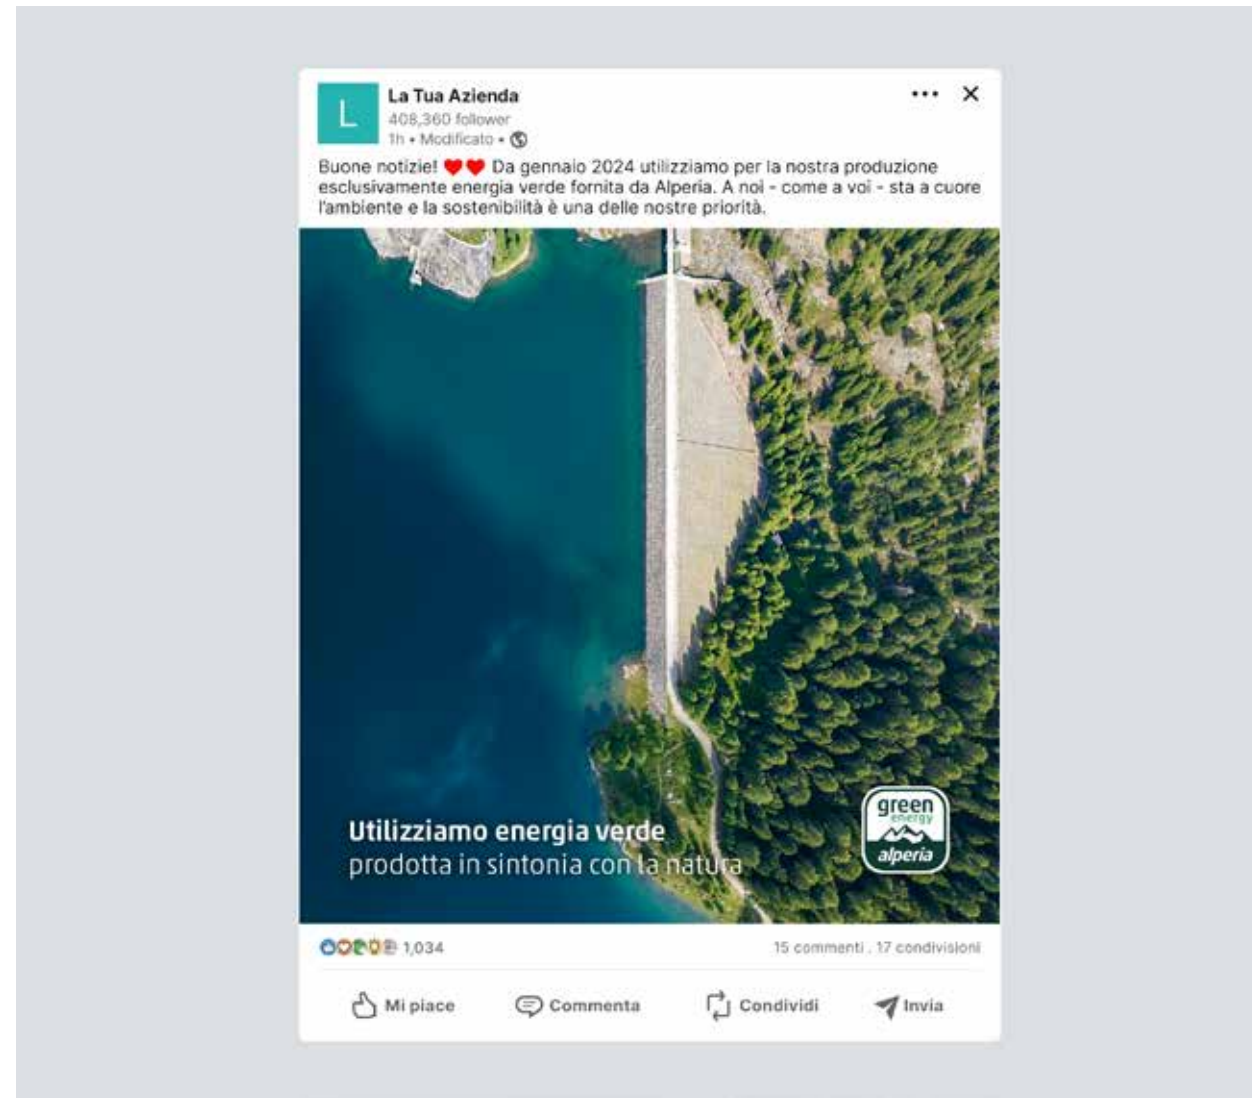 L
La Tua Azienda
408,360 follower
1h • Modificato •
Buone notizie! ❤❤ Da gennaio 2024 utilizziamo per la nostra produzione
esclusivamente energia verde fornita da Alperia. A noi - come a voi - sta a cuore
l'ambiente e la sostenibilità è una delle nostre priorità.
Utilizziamo energia verde
prodotta in sintonia con la natura
green
energy
alperia
1,034
15 commenti . 17 condivisioni
Mi piace
Commenta
Condividi
Invia